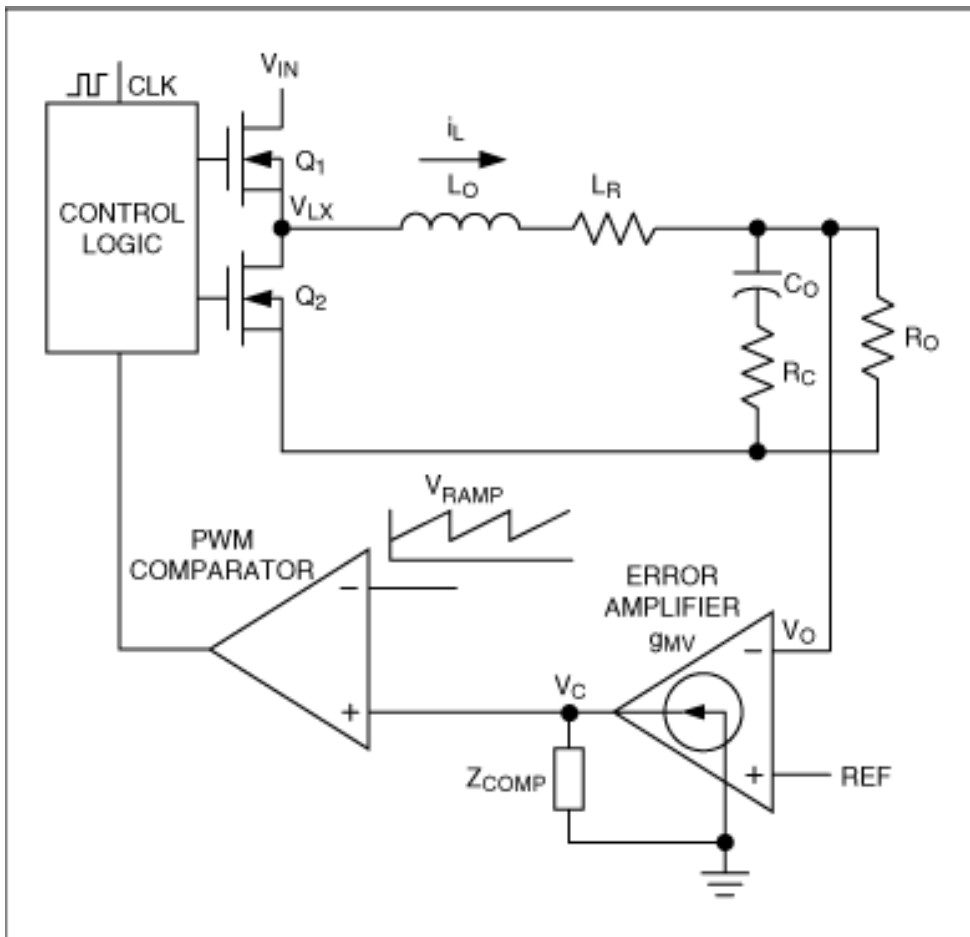 CLK
V_IN
Q_1
CONTROL
LOGIC
V_LX
Q_2
i_L
L_O
L_R
C_O
R_C
R_O
V_RAMP
PWM
COMPARATOR
−
+
ERROR
AMPLIFIER
g_MV
V_O
−
+
REF
V_C
Z_COMP